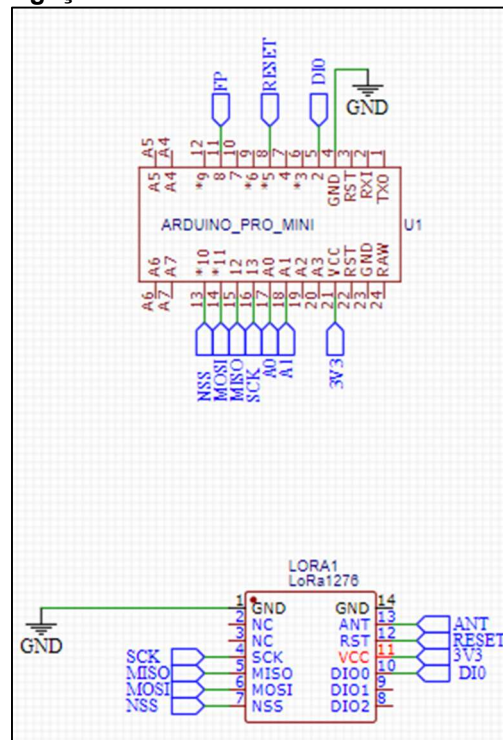 FP
RESET
DI0
GND
A5 A4 12 11 10 9 8 7 6 5 4 3 2 1
A5 A4 *9 8 7 *6 *5 4 *3 2 GND RST RXI TX0
ARDUINO_PRO_MINI
U1
A6 A7 *10 *11 12 13 A0 A1 A2 A3 VCC RST GND RAW
A6 A7 13 14 15 16 17 18 19 20 21 22 23 24
NSS
MOSI
MISO
SCK
A0
A1
3V3
LORA1
LoRa1276
1 GND GND 14
GND
2 NC ANT 13 ANT
3 NC RST 12 RESET
SCK 4 SCK VCC 11 3V3
MISO 5 MISO DIO0 10 DI0
MOSI 6 MOSI DIO1 9
NSS 7 NSS DIO2 8